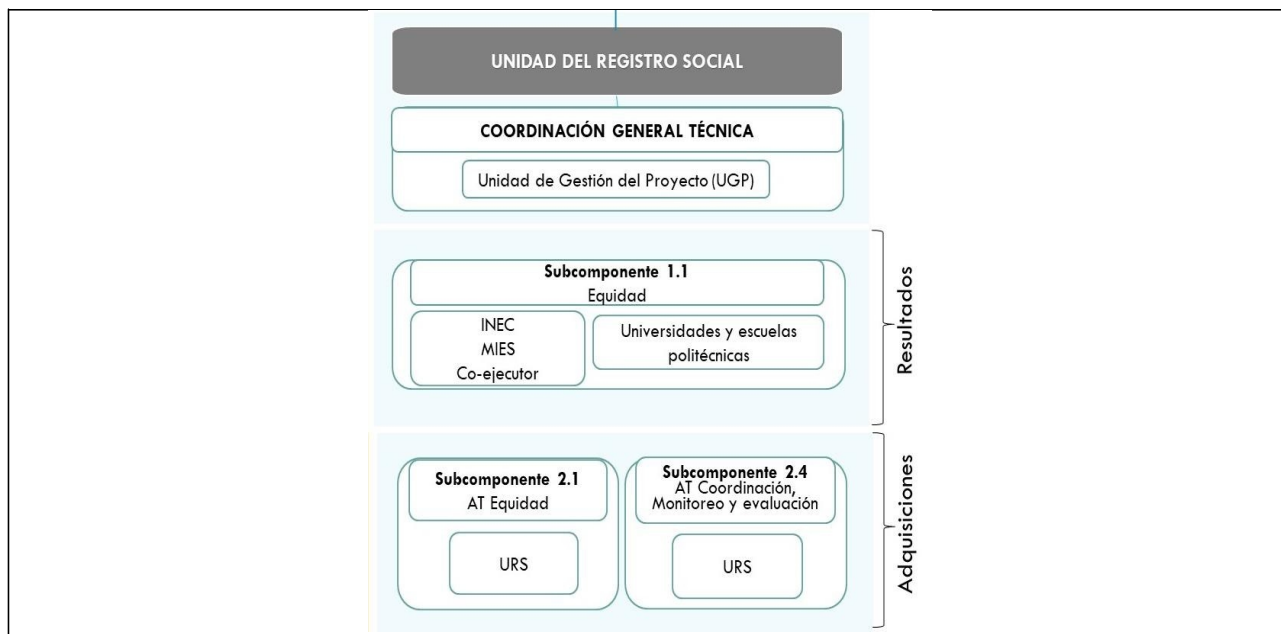 UNIDAD DEL REGISTRO SOCIAL
COORDINACIÓN GENERAL TÉCNICA
Unidad de Gestión del Proyecto (UGP)
Subcomponente 1.1
Equidad
INEC
MIES
Co-ejecutor
Universidades y escuelas
politécnicas
Resultados
Subcomponente 2.1
AT Equidad
URS
Subcomponente 2.4
AT Coordinación,
Monitoreo y evaluación
URS
Adquisiciones